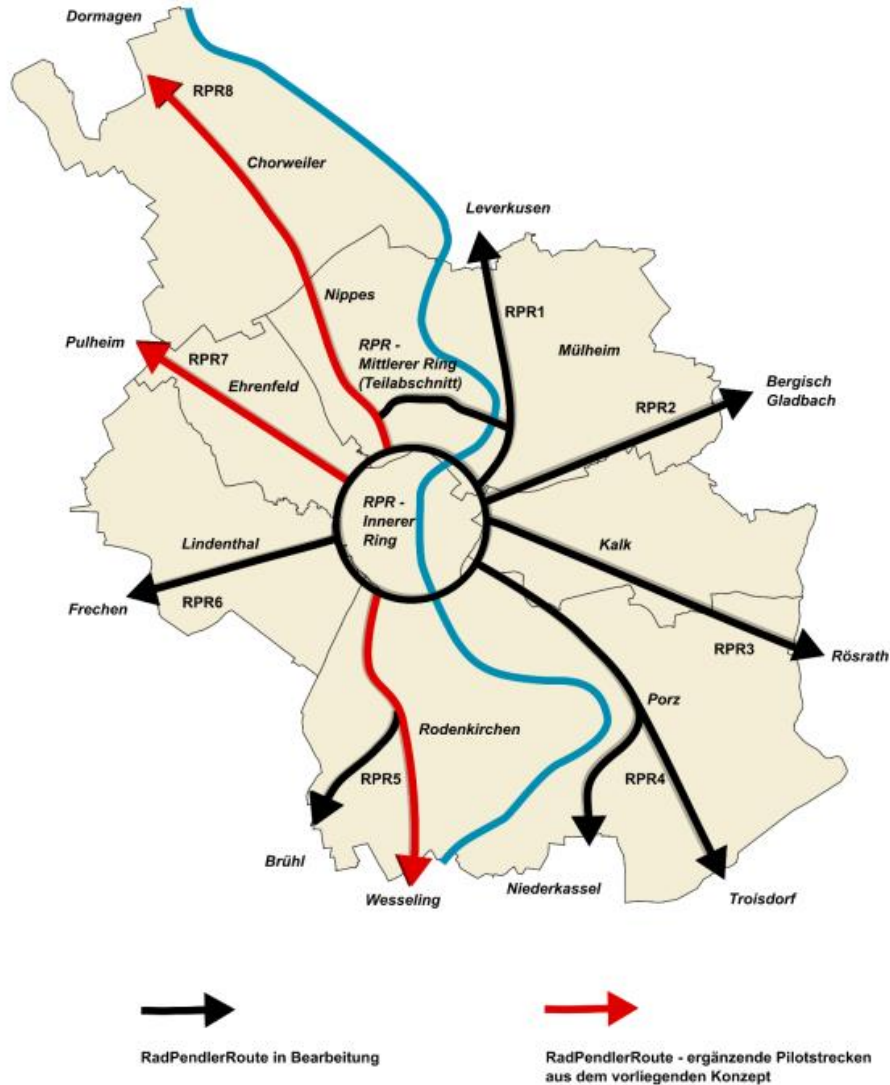 Dormagen
RPR8
Chorweiler
Leverkusen
Nippes
RPR1
Pulheim
RPR7
RPR -
Mittlerer Ring
(Teilabschnitt)
Mülheim
Ehrenfeld
Bergisch
Gladbach
RPR2
RPR -
Innerer
Ring
Lindenthal
Kalk
Frechen
RPR6
RPR3
Rösrath
Porz
Rodenkirchen
RPR5
RPR4
Brühl
Wesseling
Niederkassel
Troisdorf
RadPendlerRoute in Bearbeitung
RadPendlerRoute - ergänzende Pilotstrecken
aus dem vorliegenden Konzept